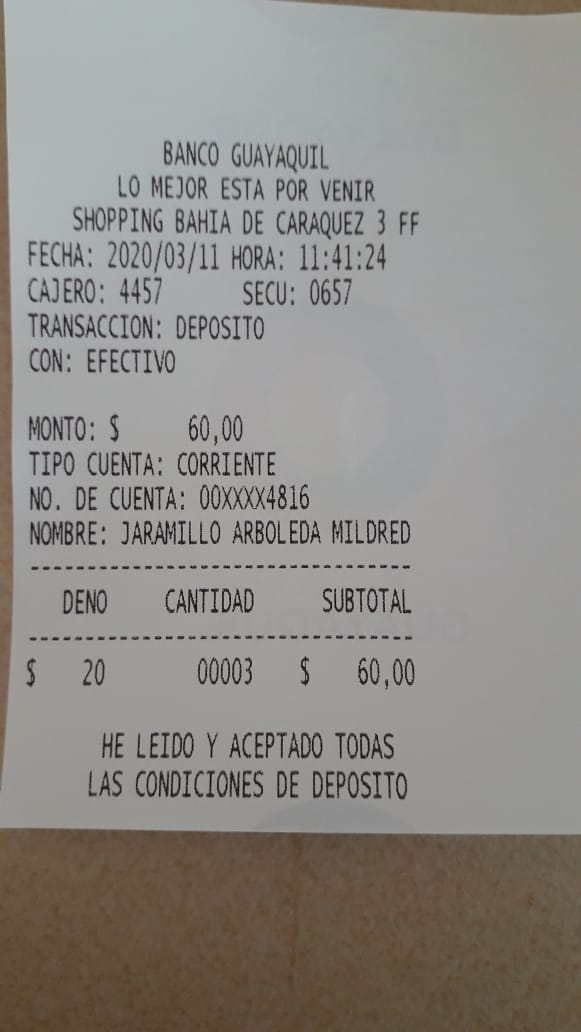 BANCO GUAYAQUIL
LO MEJOR ESTA POR VENIR
SHOPPING BAHIA DE CARAQUEZ 3 FF
FECHA: 2020/03/11 HORA: 11:41:24
CAJERO: 4457 SECU: 0657
TRANSACCION: DEPOSITO
CON: EFECTIVO
MONTO: $ 60,00
TIPO CUENTA: CORRIENTE
NO. DE CUENTA: 00XXXX4816
NOMBRE: JARAMILLO ARBOLEDA MILDRED
----------------------------------
DENO CANTIDAD SUBTOTAL
----------------------------------
$ 20 00003 $ 60,00
HE LEIDO Y ACEPTADO TODAS
LAS CONDICIONES DE DEPOSITO